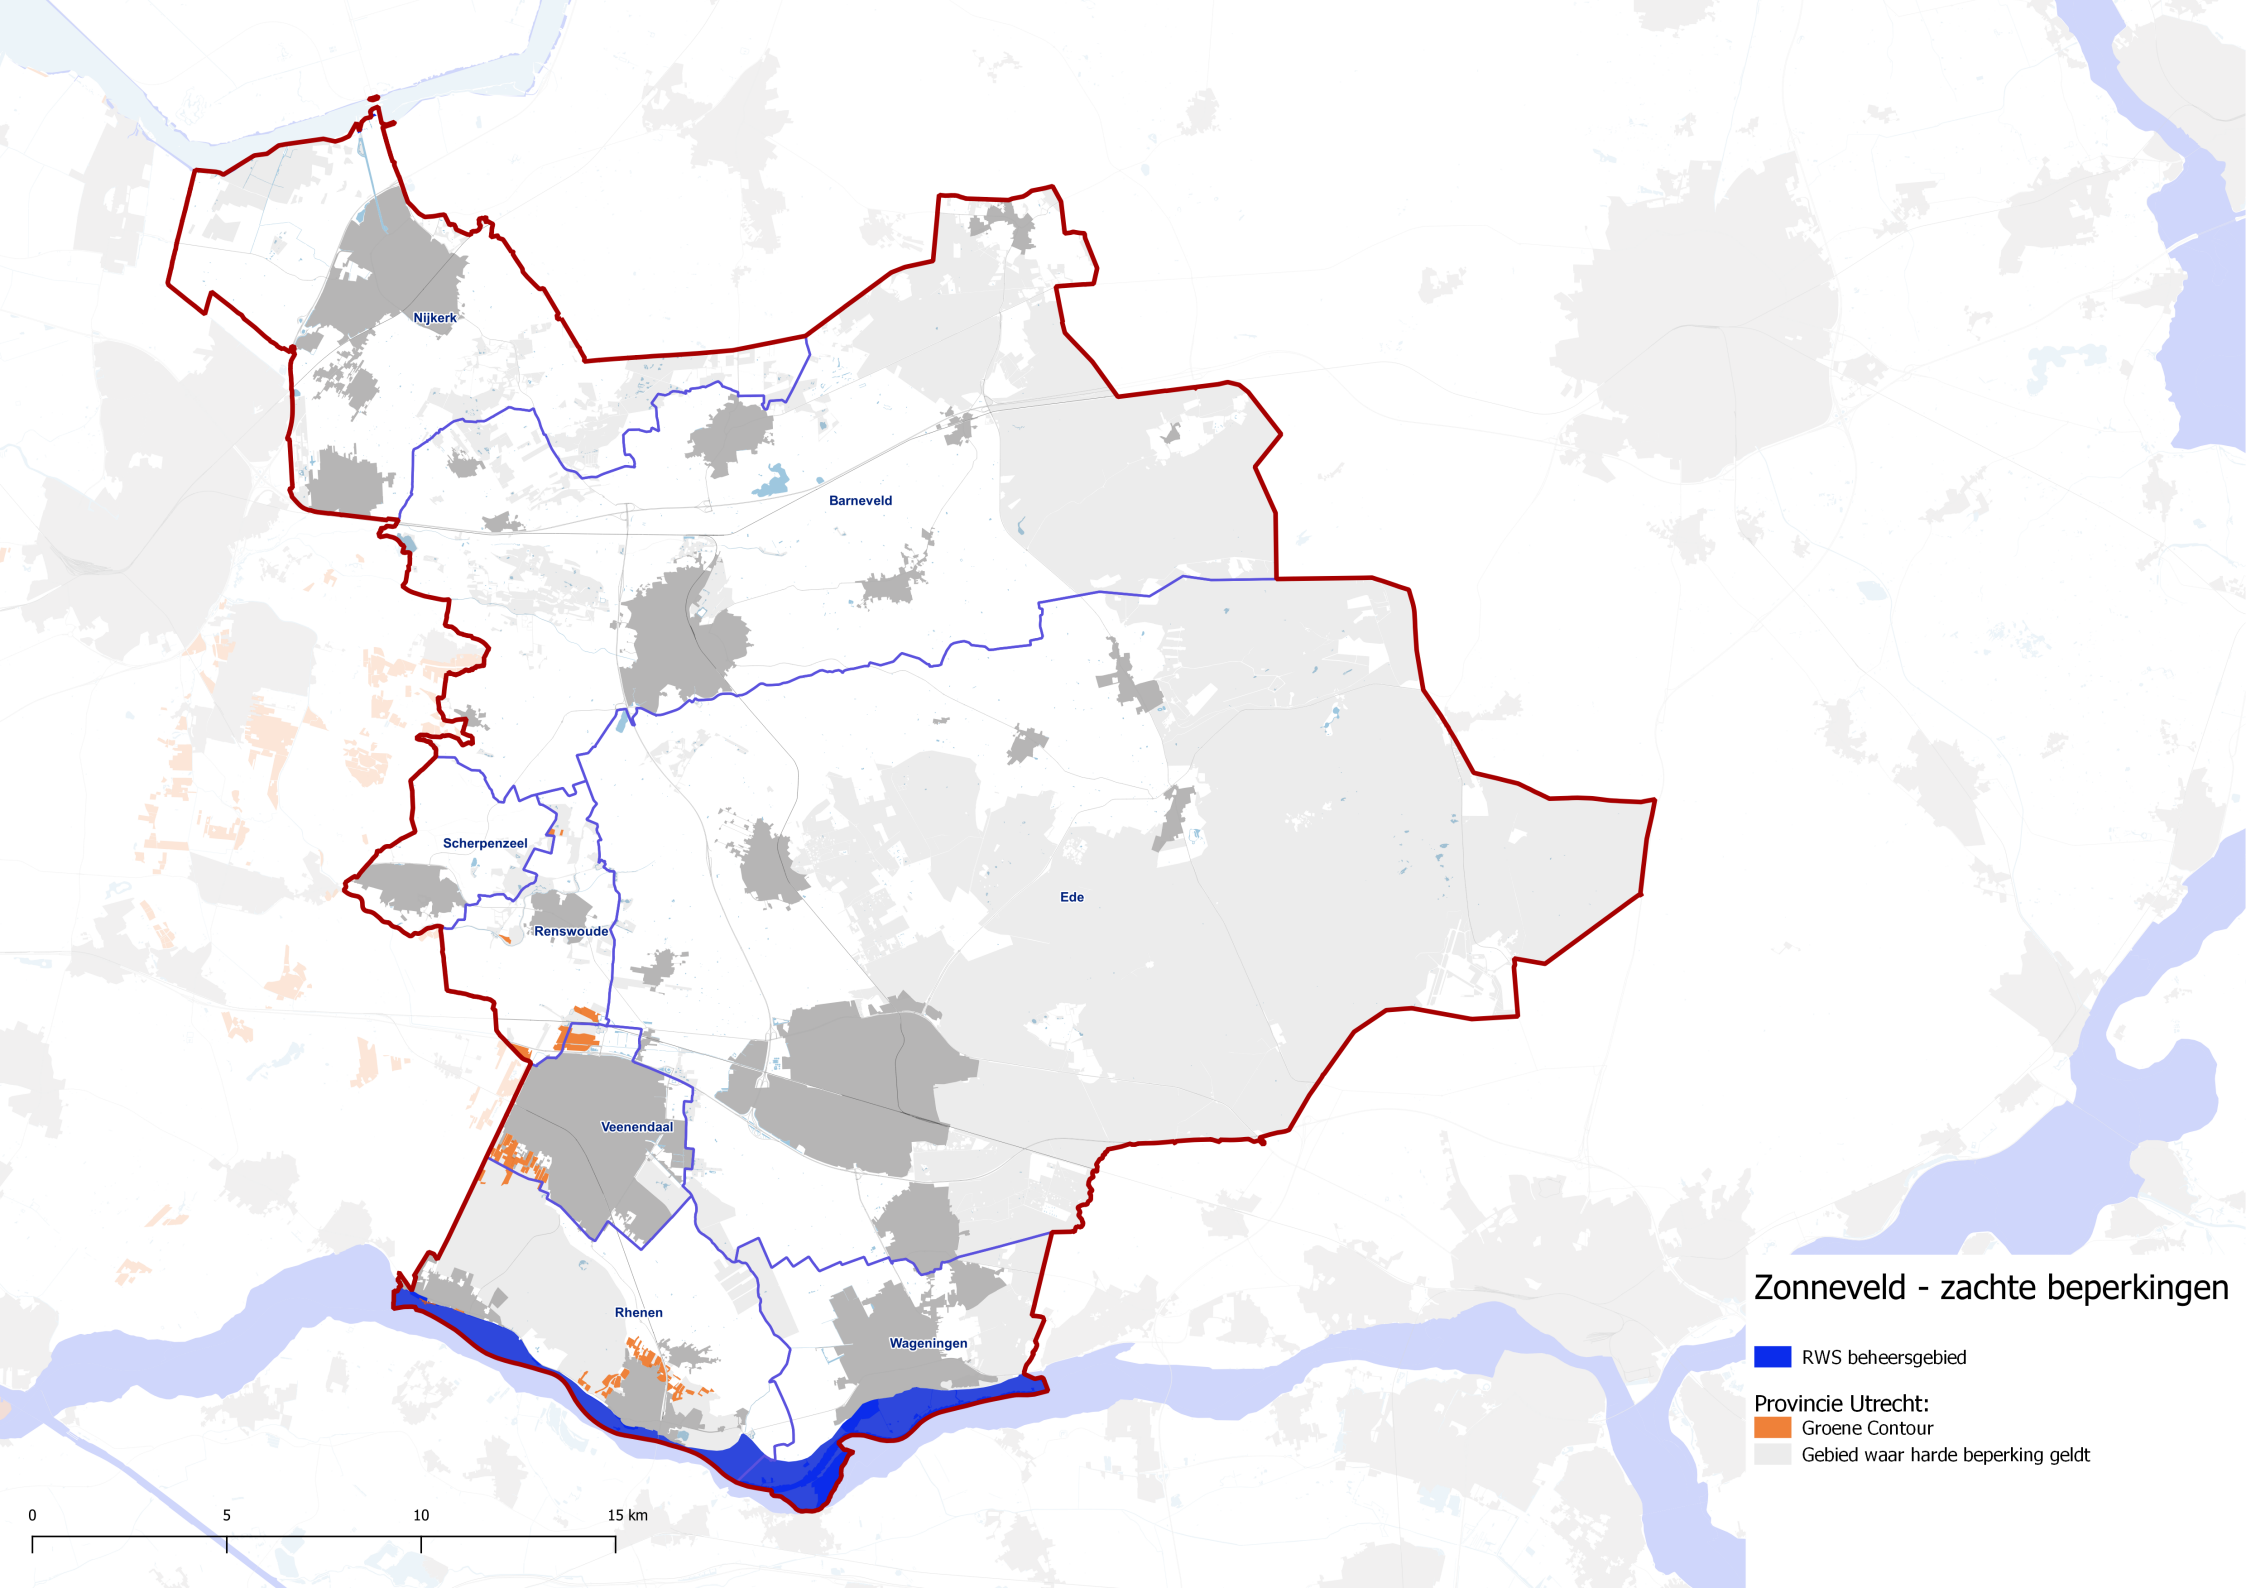 Nijkerk
Barneveld
Scherpenzeel
Ede
Renswoude
Veenendaal
Rhenen
Wageningen
Zonneveld - zachte beperkingen
RWS beheersgebied
Provincie Utrecht:
Groene Contour
Gebied waar harde beperking geldt
0 5 10 15 km